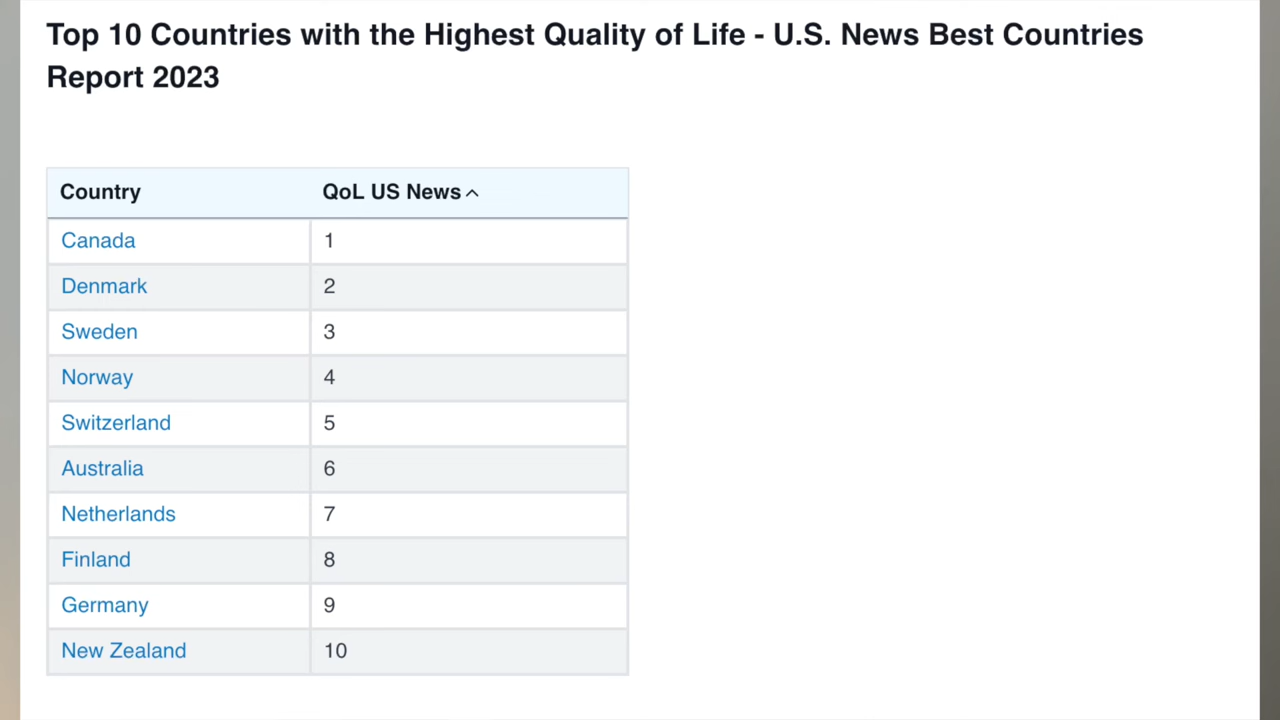 Top 10 Countries with the Highest Quality of Life - U.S. News Best Countries
Report 2023
Country QoL US News
Canada 1
Denmark 2
Sweden 3
Norway 4
Switzerland 5
Australia 6
Netherlands 7
Finland 8
Germany 9
New Zealand 10